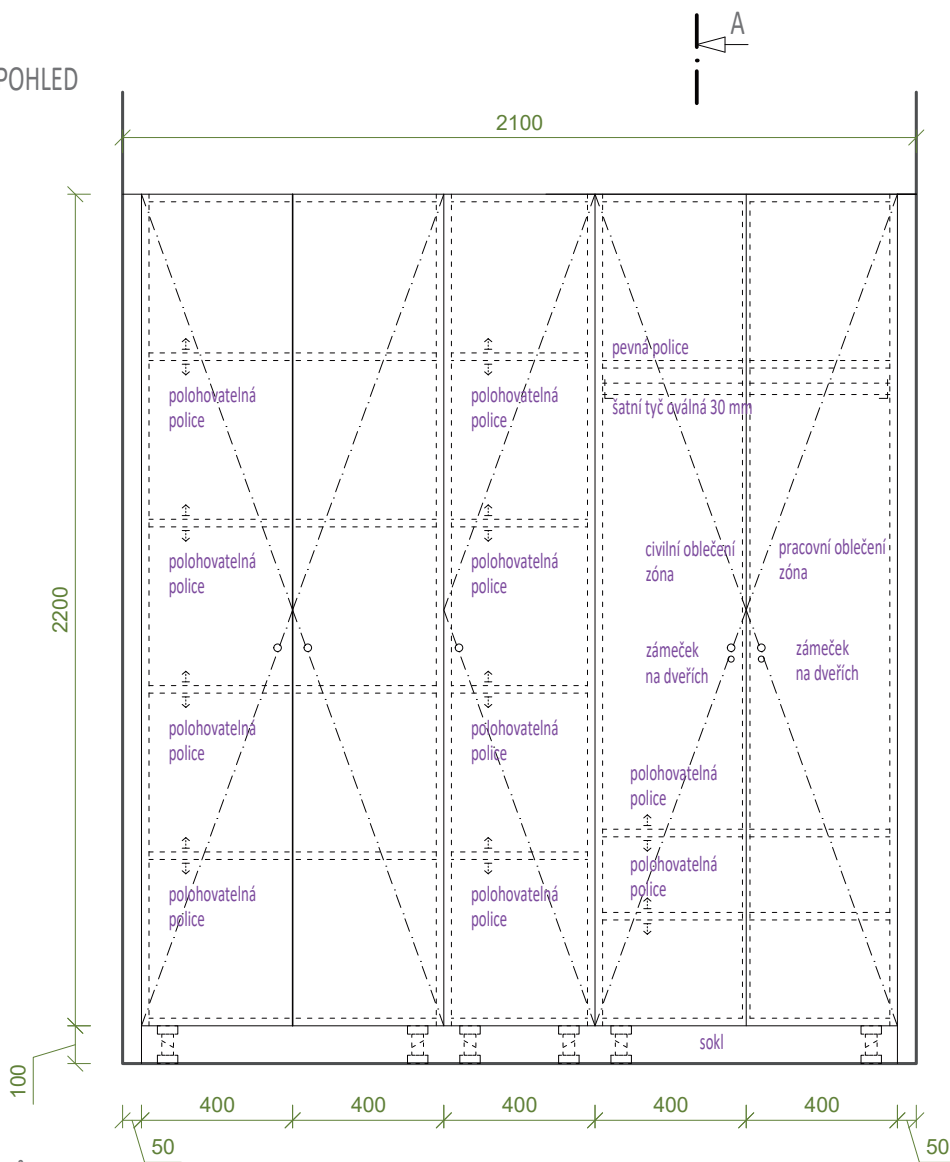 A
POHLED
2100
pevná police
polohovatelná
police
polohovatelná
police
šatní tyč oválná 30 mm
polohovatelná
police
polohovatelná
police
civilní oblečení
zóna
pracovní oblečení
zóna
2200
zámeček
na dveřích
zámeček
na dveřích
polohovatelná
police
polohovatelná
police
polohovatelná
police
polohovatelná
police
polohovatelná
police
polohovatelná
police
sokl
100
400
400
400
400
400
50
50